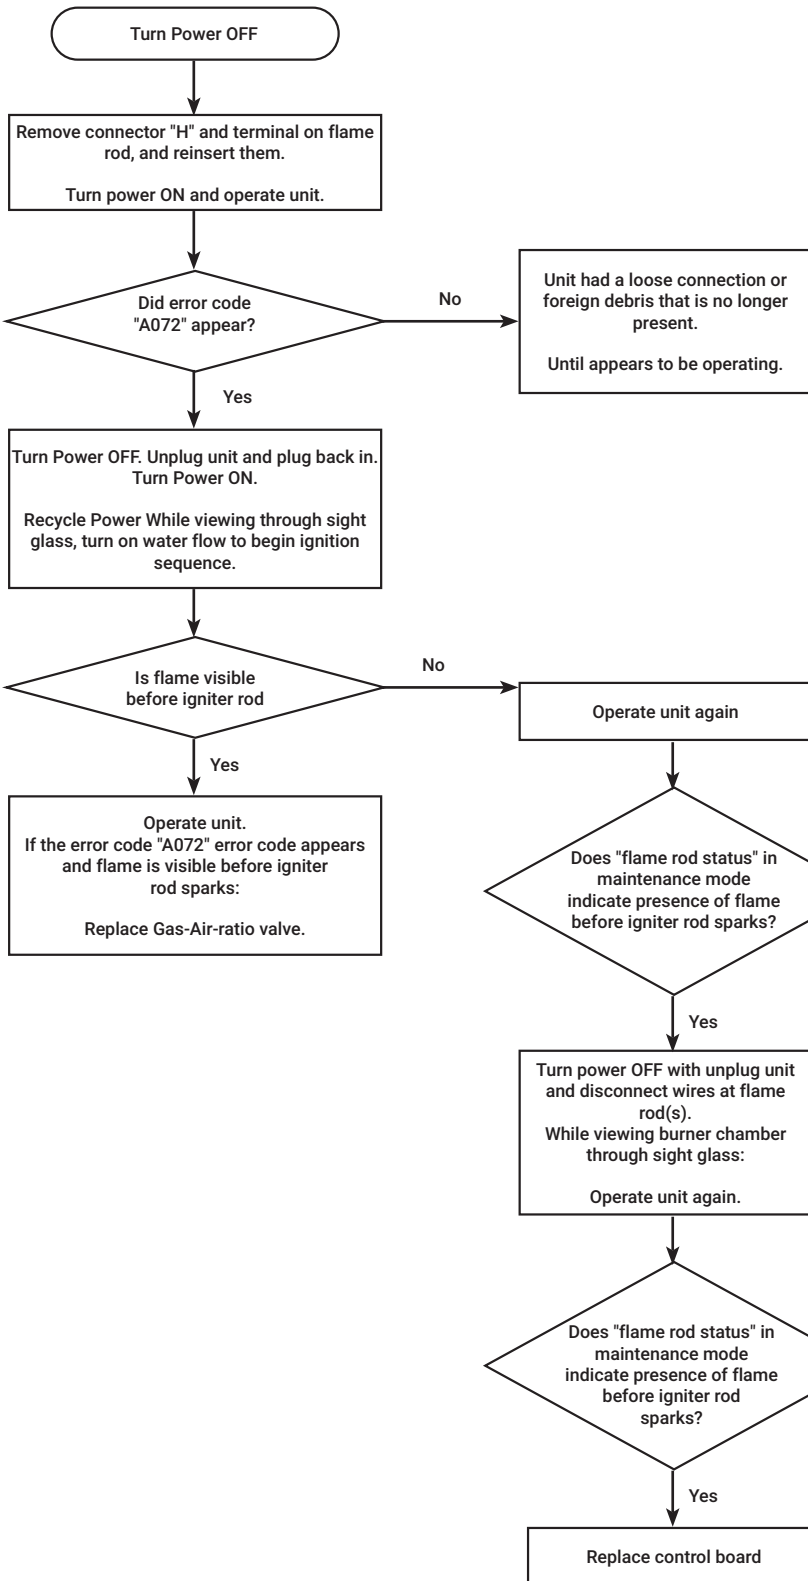 Turn Power OFF
Remove connector "H" and terminal on flame
rod, and reinsert them.
Turn power ON and operate unit.
Did error code
"A072" appear?
No
Unit had a loose connection or
foreign debris that is no longer
present.
Until appears to be operating.
Yes
Turn Power OFF. Unplug unit and plug back in.
Turn Power ON.
Recycle Power While viewing through sight
glass, turn on water flow to begin ignition
sequence.
Is flame visible
before igniter rod
No
Operate unit again
Yes
Operate unit.
If the error code "A072" error code appears
and flame is visible before igniter
rod sparks:
Replace Gas-Air-ratio valve.
Does "flame rod status" in
maintenance mode
indicate presence of flame
before igniter rod sparks?
Yes
Turn power OFF with unplug unit
and disconnect wires at flame
rod(s).
While viewing burner chamber
through sight glass:
Operate unit again.
Does "flame rod status" in
maintenance mode
indicate presence of flame
before igniter rod
sparks?
Yes
Replace control board